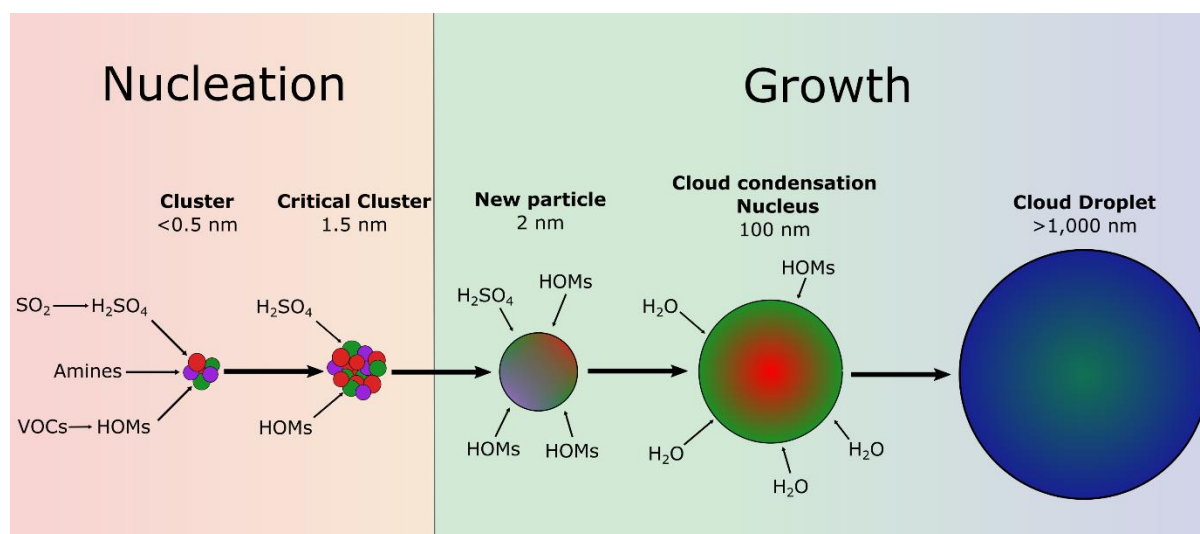 Nucleation
Growth
Cluster
<0.5 nm
Critical Cluster
1.5 nm
New particle
2 nm
Cloud condensation
Nucleus
100 nm
Cloud Droplet
>1,000 nm
SO₂
H₂SO₄
Amines
VOCs
HOMs
H₂SO₄
HOMs
H₂SO₄
HOMs
HOMs
HOMs
HOMs
H₂O
H₂O
H₂O
H₂O